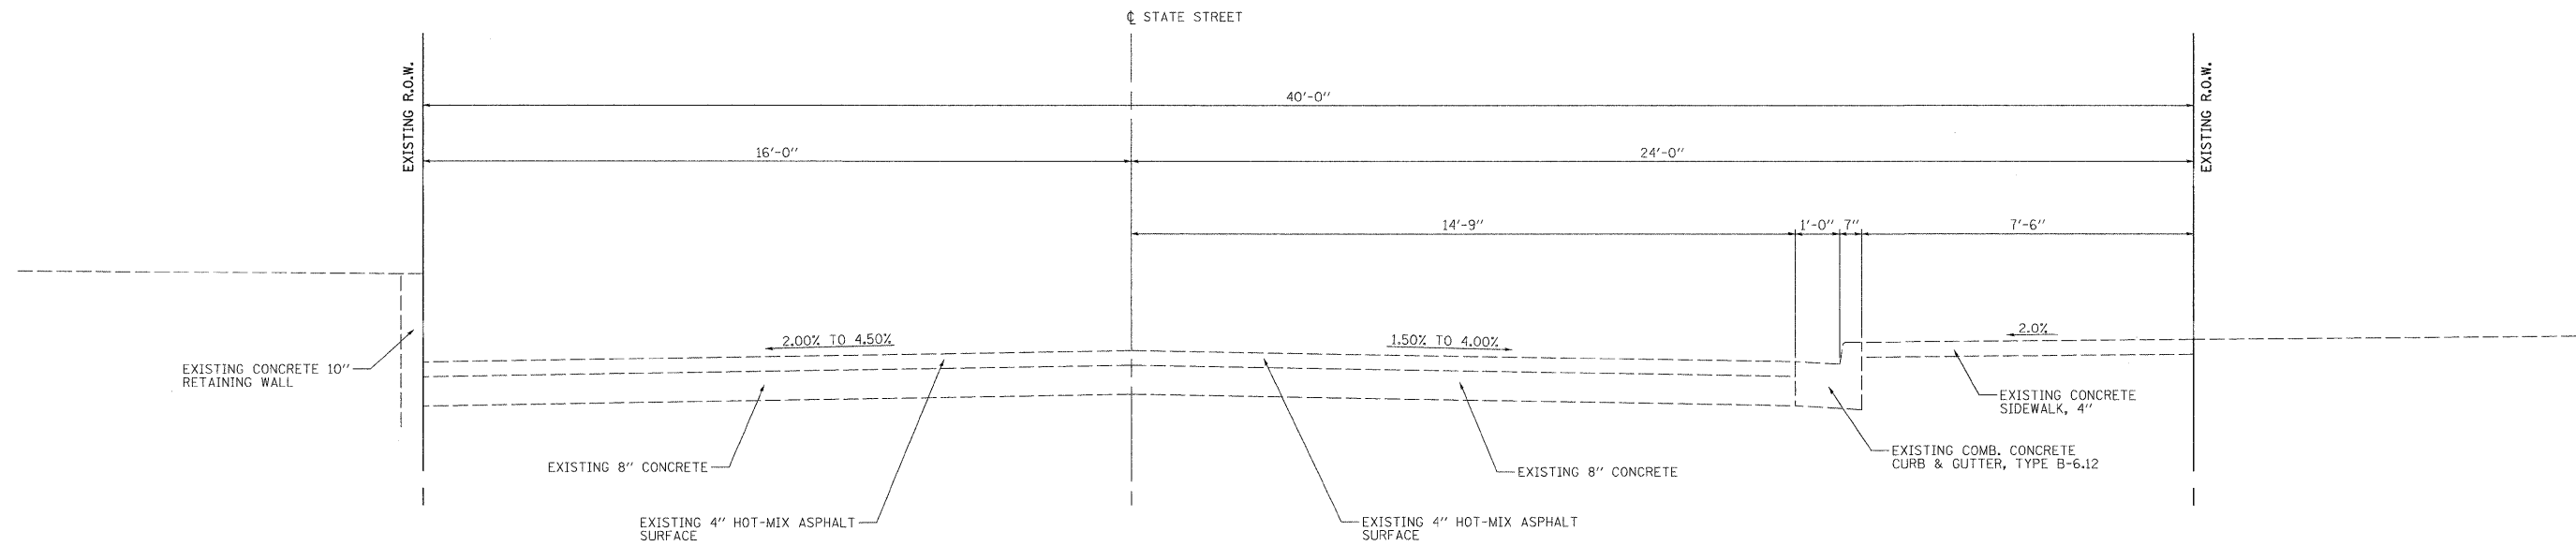 ℄ STATE STREET
EXISTING R.O.W.
EXISTING R.O.W.
40'-0"
16'-0"
24'-0"
14'-9"
1'-0"
7"
7'-6"
2.00% TO 4.50%
1.50% TO 4.00%
2.0%
EXISTING CONCRETE 10"
RETAINING WALL
EXISTING CONCRETE
SIDEWALK, 4"
EXISTING COMB. CONCRETE
CURB & GUTTER, TYPE B-6.12
EXISTING 8" CONCRETE
EXISTING 8" CONCRETE
EXISTING 4" HOT-MIX ASPHALT
SURFACE
EXISTING 4" HOT-MIX ASPHALT
SURFACE